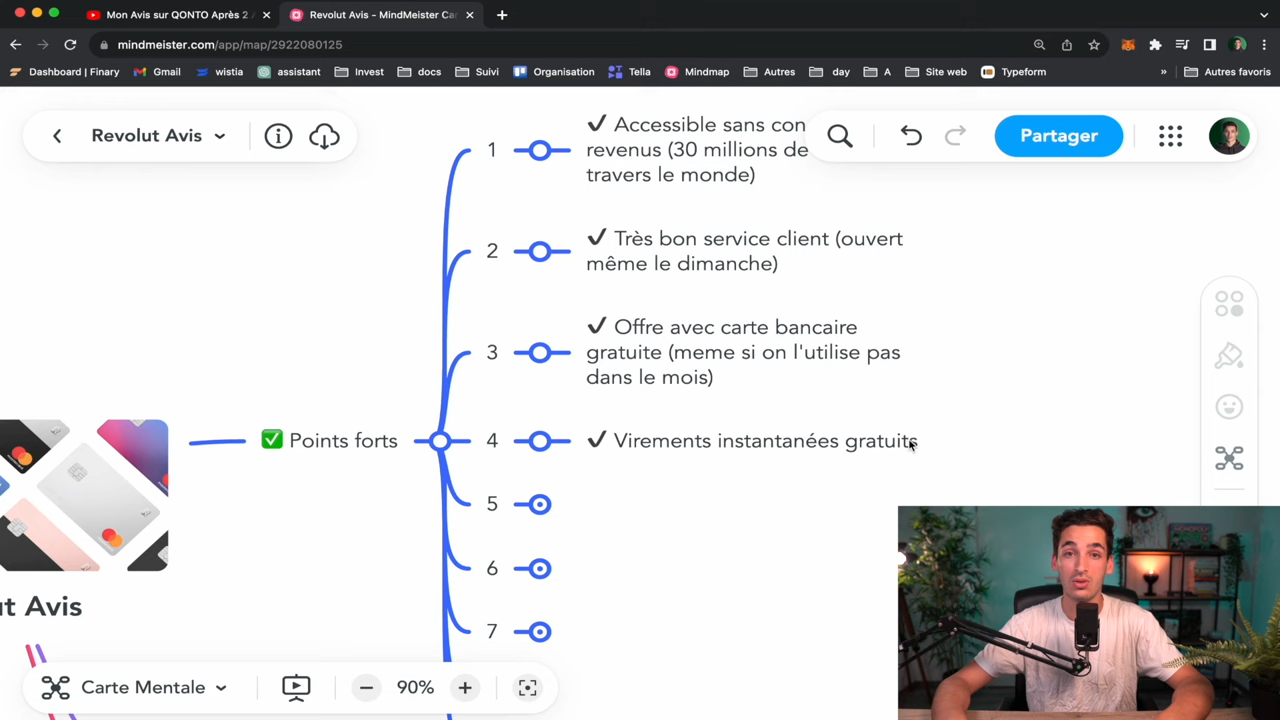 Mon Avis sur QONTO Après 2
Revolut Avis - MindMeister
mindmeister.com/app/map/2922080125
Dashboard | Finary
Gmail
wistia
assistant
Invest
docs
Suivi
Organisation
Tella
Mindmap
Autres
day
A
Site web
Typeform
»
Autres favoris
Revolut Avis
Partager
1
✔ Accessible sans con
revenus (30 millions de
travers le monde)
2
✔ Très bon service client (ouvert
même le dimanche)
3
✔ Offre avec carte bancaire
gratuite (meme si on l'utilise pas
dans le mois)
✅ Points forts
4
✔ Virements instantanées gratuits
5
6
7
ut Avis
Carte Mentale
90%